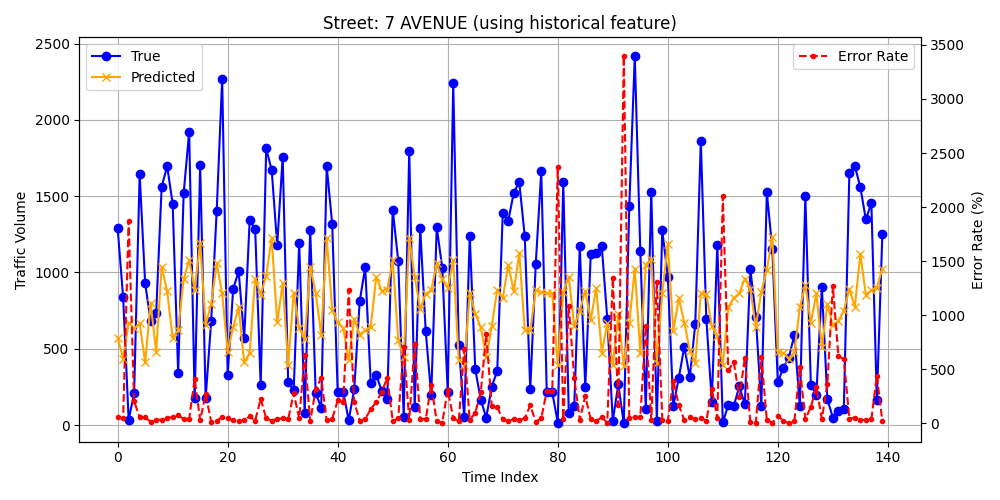 Street: 7 AVENUE (using historical feature)
True
Predicted
Error Rate
Traffic Volume
2500
2000
1500
1000
500
0
3500
3000
2500
2000
1500
1000
500
0
Error Rate (%)
0 20 40 60 80 100 120 140
Time Index